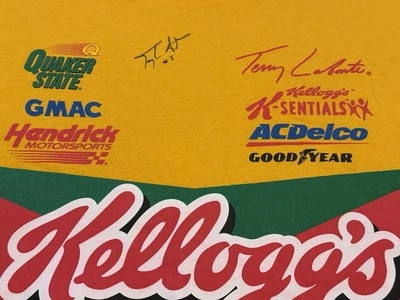 QUAKER
STATE.
GMAC
Hendrick
MOTORSPORTS
Terry Labonte.
Kellogg's
K-SENTIALS
ACDelco
GOODYEAR
Kellogg's